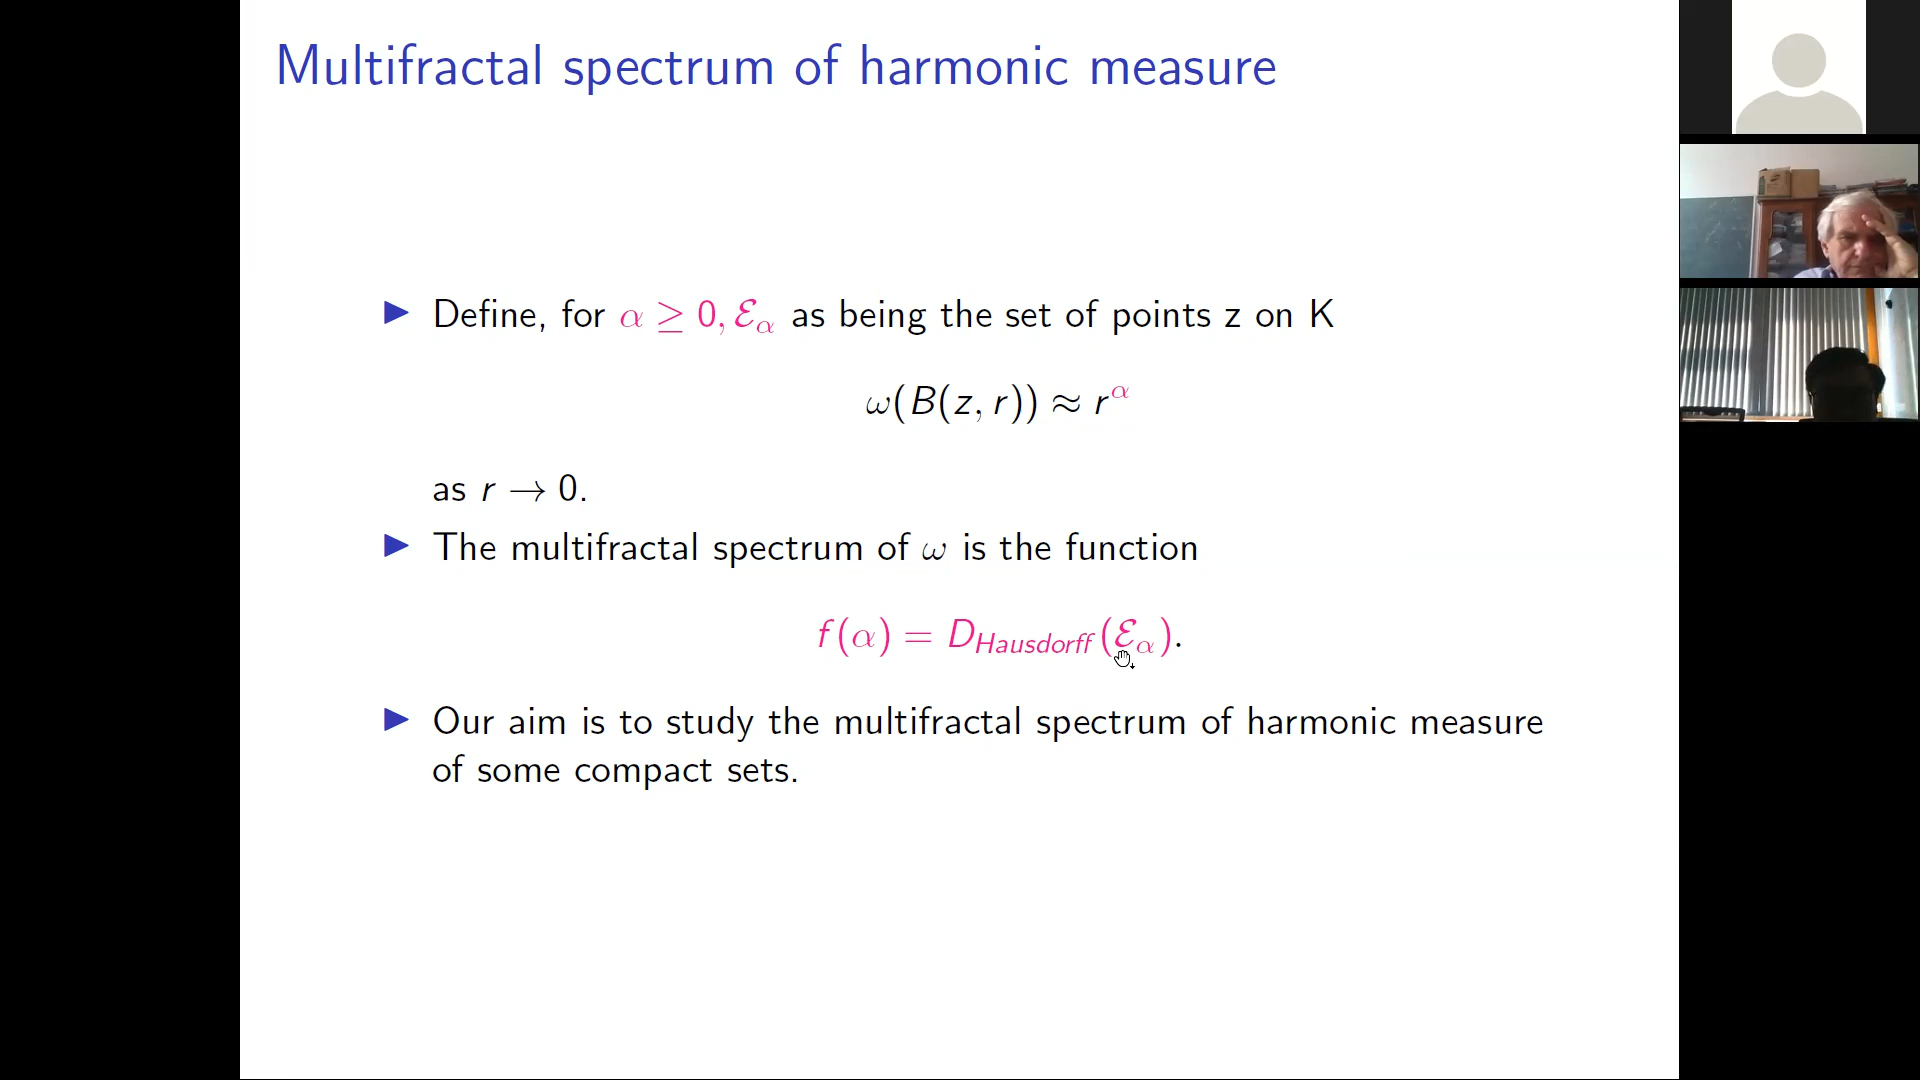 Multifractal spectrum of harmonic measure
▶ Define, for α ≥ 0, ℰ_α as being the set of points z on K
ω(B(z, r)) ≈ r^α
as r → 0.
▶ The multifractal spectrum of ω is the function
f(α) = D_Hausdorff(ℰ_α).
▶ Our aim is to study the multifractal spectrum of harmonic measure
of some compact sets.